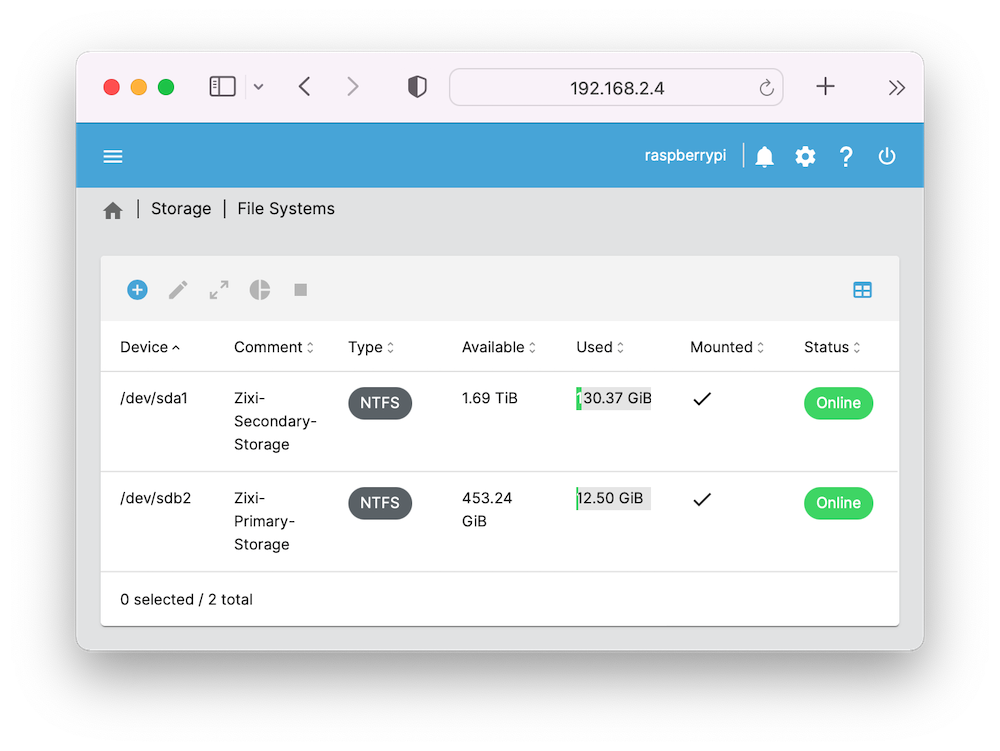 192.168.2.4
raspberrypi
Storage | File Systems
Device Comment Type Available Used Mounted Status
/dev/sda1 Zixi- NTFS 1.69 TiB 130.37 GiB Online
Secondary-
Storage
/dev/sdb2 Zixi- NTFS 453.24 12.50 GiB Online
Primary- GiB
Storage
0 selected / 2 total